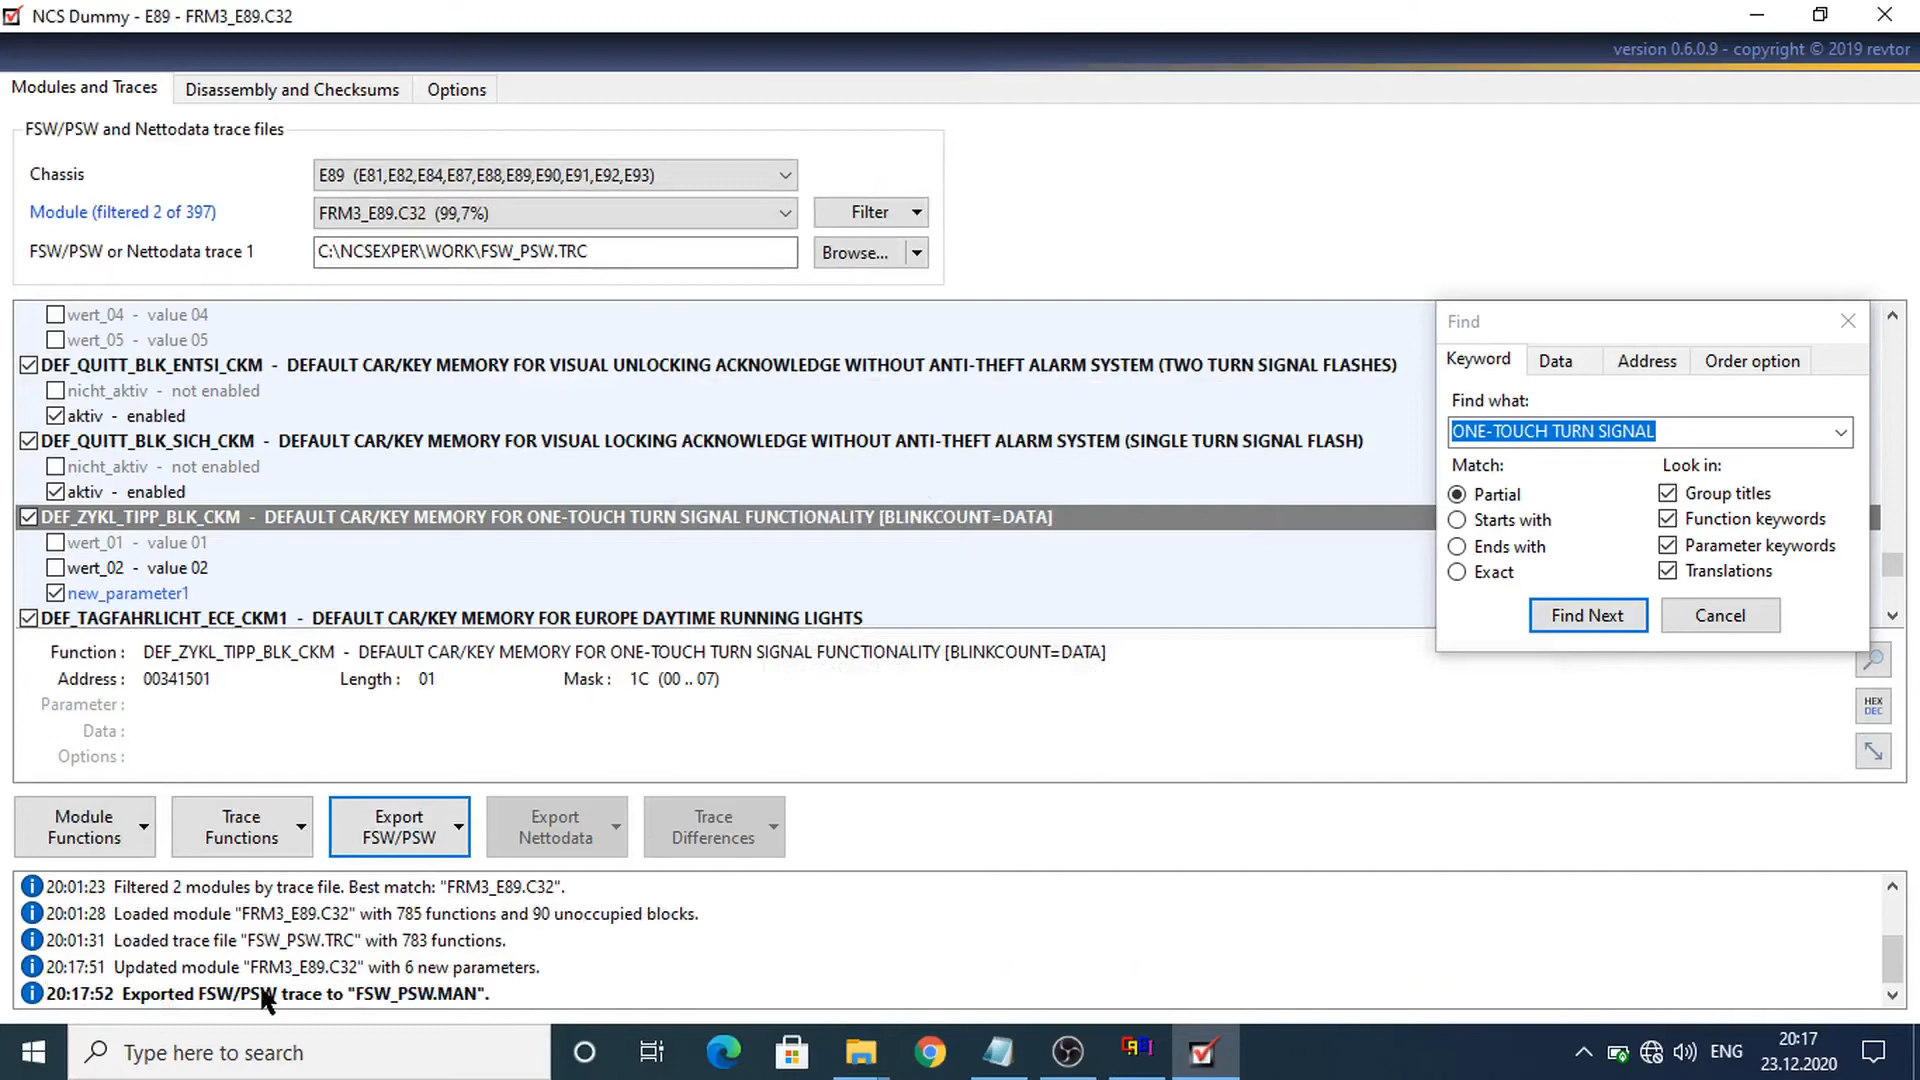 NCS Dummy - E89 - FRM3_E89.C32
version 0.6.0.9 - copyright © 2019 revtor
Modules and Traces
Disassembly and Checksums
Options
FSW/PSW and Nettodata trace files
Chassis
E89  (E81,E82,E84,E87,E88,E89,E90,E91,E92,E93)
Module (filtered 2 of 397)
FRM3_E89.C32  (99,7%)
Filter
FSW/PSW or Nettodata trace 1
C:\NCSEXPER\WORK\FSW_PSW.TRC
Browse...
wert_04  -  value 04
wert_05  -  value 05
DEF_QUITT_BLK_ENTSI_CKM  -  DEFAULT CAR/KEY MEMORY FOR VISUAL UNLOCKING ACKNOWLEDGE WITHOUT ANTI-THEFT ALARM SYSTEM (TWO TURN SIGNAL FLASHES)
nicht_aktiv  -  not enabled
aktiv  -  enabled
DEF_QUITT_BLK_SICH_CKM  -  DEFAULT CAR/KEY MEMORY FOR VISUAL LOCKING ACKNOWLEDGE WITHOUT ANTI-THEFT ALARM SYSTEM (SINGLE TURN SIGNAL FLASH)
nicht_aktiv  -  not enabled
aktiv  -  enabled
DEF_ZYKL_TIPP_BLK_CKM  -  DEFAULT CAR/KEY MEMORY FOR ONE-TOUCH TURN SIGNAL FUNCTIONALITY [BLINKCOUNT=DATA]
wert_01  -  value 01
wert_02  -  value 02
new_parameter1
DEF_TAGFAHRLICHT_ECE_CKM1  -  DEFAULT CAR/KEY MEMORY FOR EUROPE DAYTIME RUNNING LIGHTS
Find
Keyword
Data
Address
Order option
Find what:
ONE-TOUCH TURN SIGNAL
Match:
Look in:
Partial
Group titles
Starts with
Function keywords
Ends with
Parameter keywords
Exact
Translations
Find Next
Cancel
Function :  DEF_ZYKL_TIPP_BLK_CKM  -  DEFAULT CAR/KEY MEMORY FOR ONE-TOUCH TURN SIGNAL FUNCTIONALITY [BLINKCOUNT=DATA]
Address :  00341501  Length :  01  Mask :  1C  (00 .. 07)
Parameter :
Data :
Options :
HEX
DEC
Module
Functions
Trace
Functions
Export
FSW/PSW
Export
Nettodata
Trace
Differences
20:01:23  Filtered 2 modules by trace file. Best match: "FRM3_E89.C32".
20:01:28  Loaded module "FRM3_E89.C32" with 785 functions and 90 unoccupied blocks.
20:01:31  Loaded trace file "FSW_PSW.TRC" with 783 functions.
20:17:51  Updated module "FRM3_E89.C32" with 6 new parameters.
20:17:52  Exported FSW/PSW trace to "FSW_PSW.MAN".
Type here to search
ENG
20:17
23.12.2020